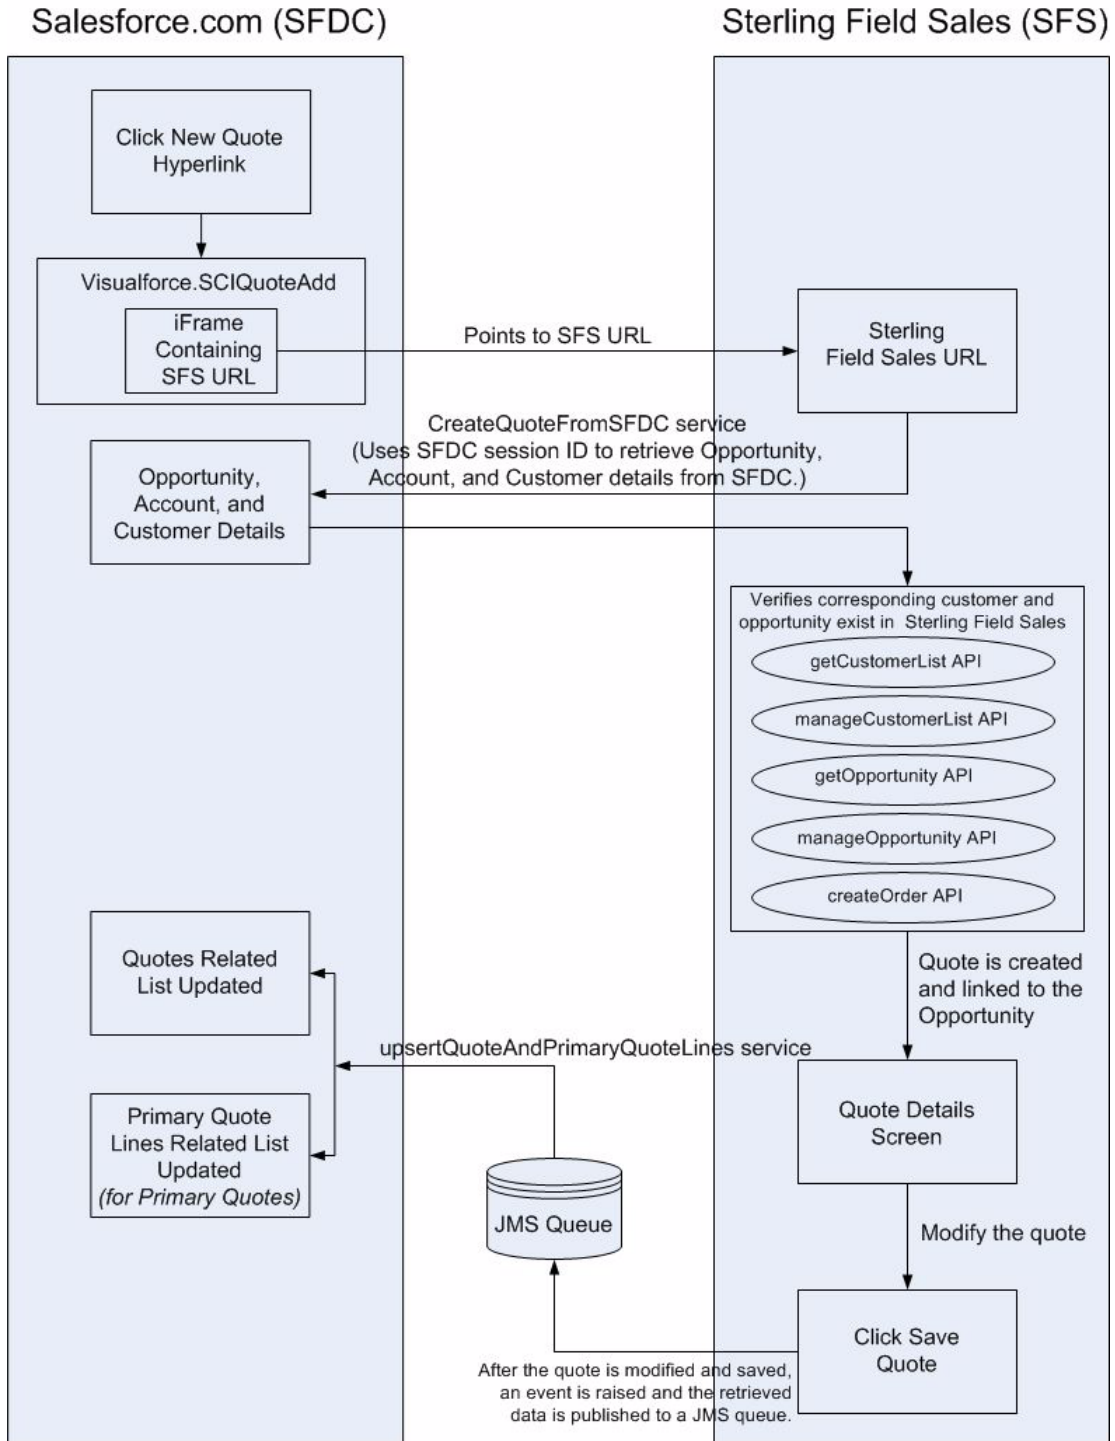 Salesforce.com (SFDC)
Sterling Field Sales (SFS)
Click New Quote
Hyperlink
Visualforce.SCIQuoteAdd
iFrame
Containing
SFS URL
Points to SFS URL
Sterling
Field Sales URL
CreateQuoteFromSFDC service
(Uses SFDC session ID to retrieve Opportunity,
Account, and Customer details from SFDC.)
Opportunity,
Account, and
Customer Details
Verifies corresponding customer and
opportunity exist in Sterling Field Sales
getCustomerList API
manageCustomerList API
getOpportunity API
manageOpportunity API
createOrder API
Quote is created
and linked to the
Opportunity
Quotes Related
List Updated
upsertQuoteAndPrimaryQuoteLines service
Primary Quote
Lines Related List
Updated
(for Primary Quotes)
Quote Details
Screen
JMS Queue
Modify the quote
Click Save
Quote
After the quote is modified and saved,
an event is raised and the retrieved
data is published to a JMS queue.